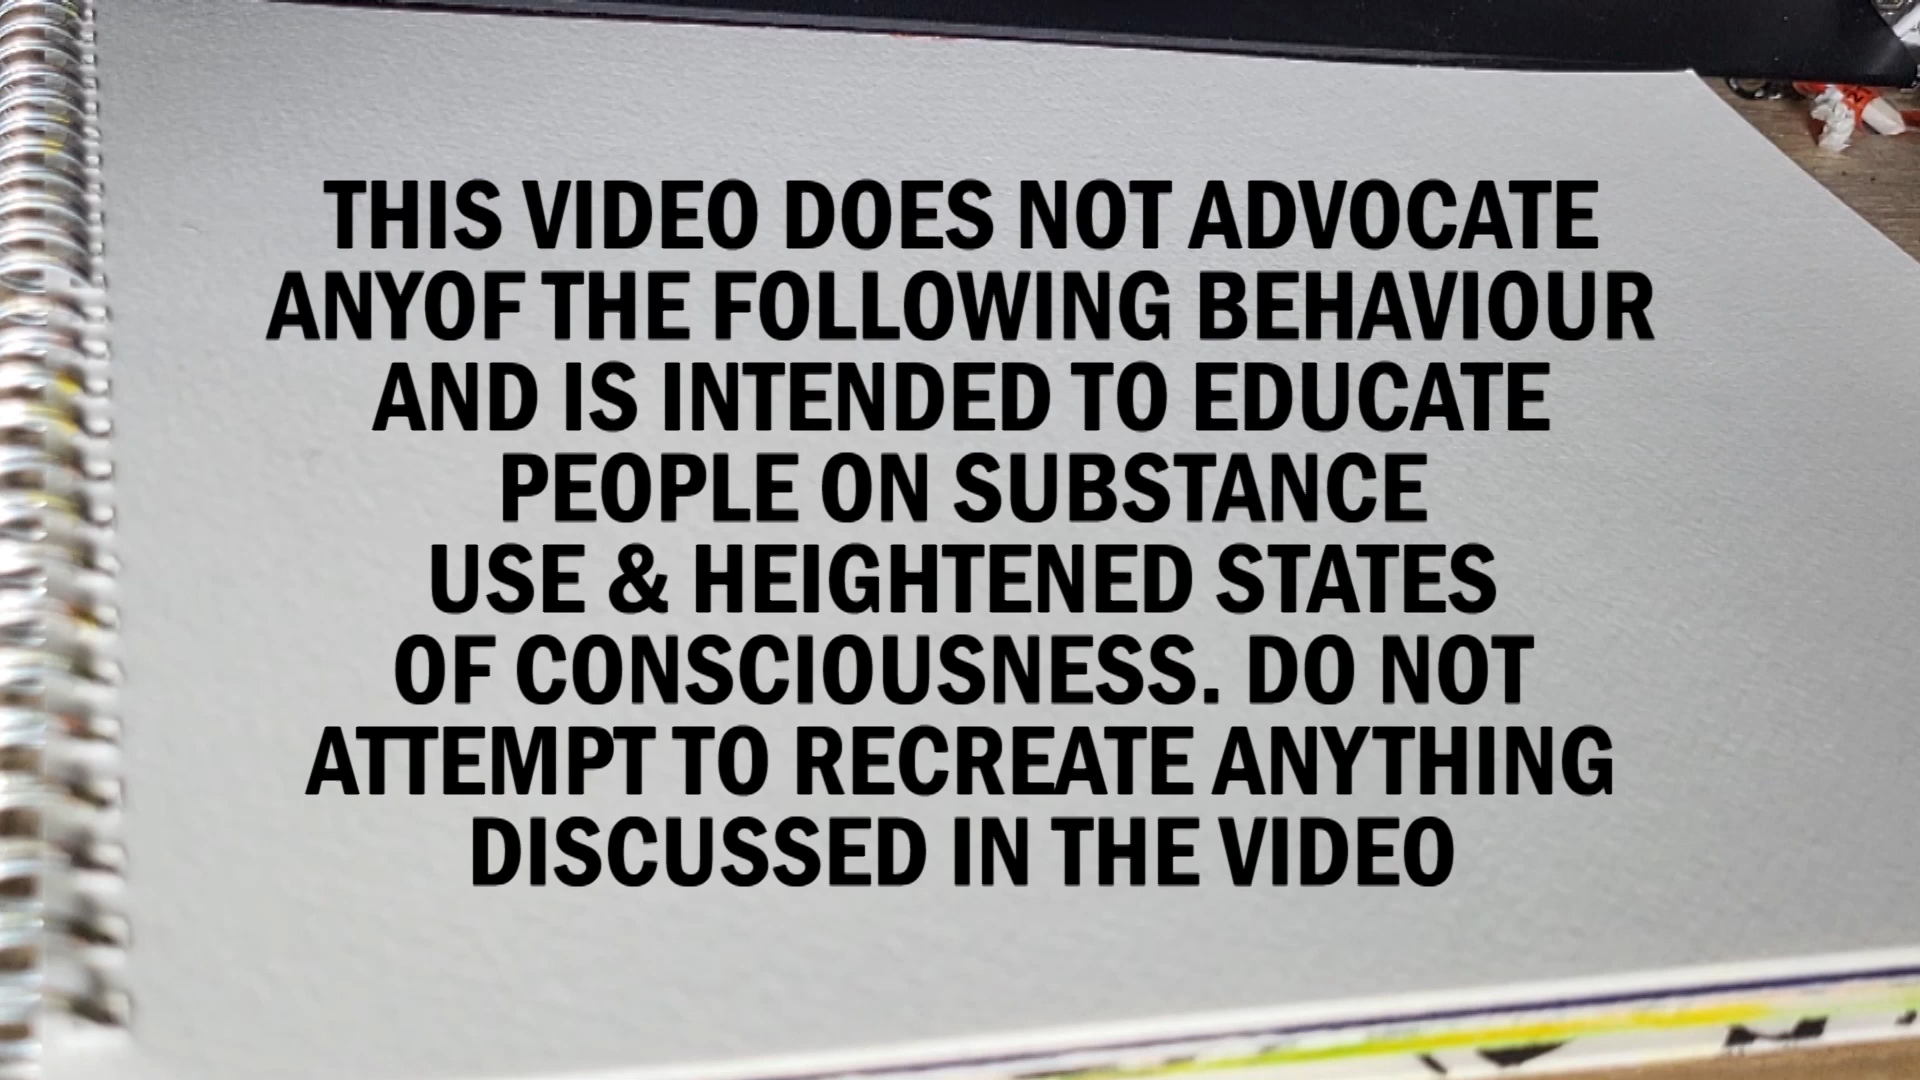 THIS VIDEO DOES NOT ADVOCATE
ANYOF THE FOLLOWING BEHAVIOUR
AND IS INTENDED TO EDUCATE
PEOPLE ON SUBSTANCE
USE & HEIGHTENED STATES
OF CONSCIOUSNESS. DO NOT
ATTEMPT TO RECREATE ANYTHING
DISCUSSED IN THE VIDEO